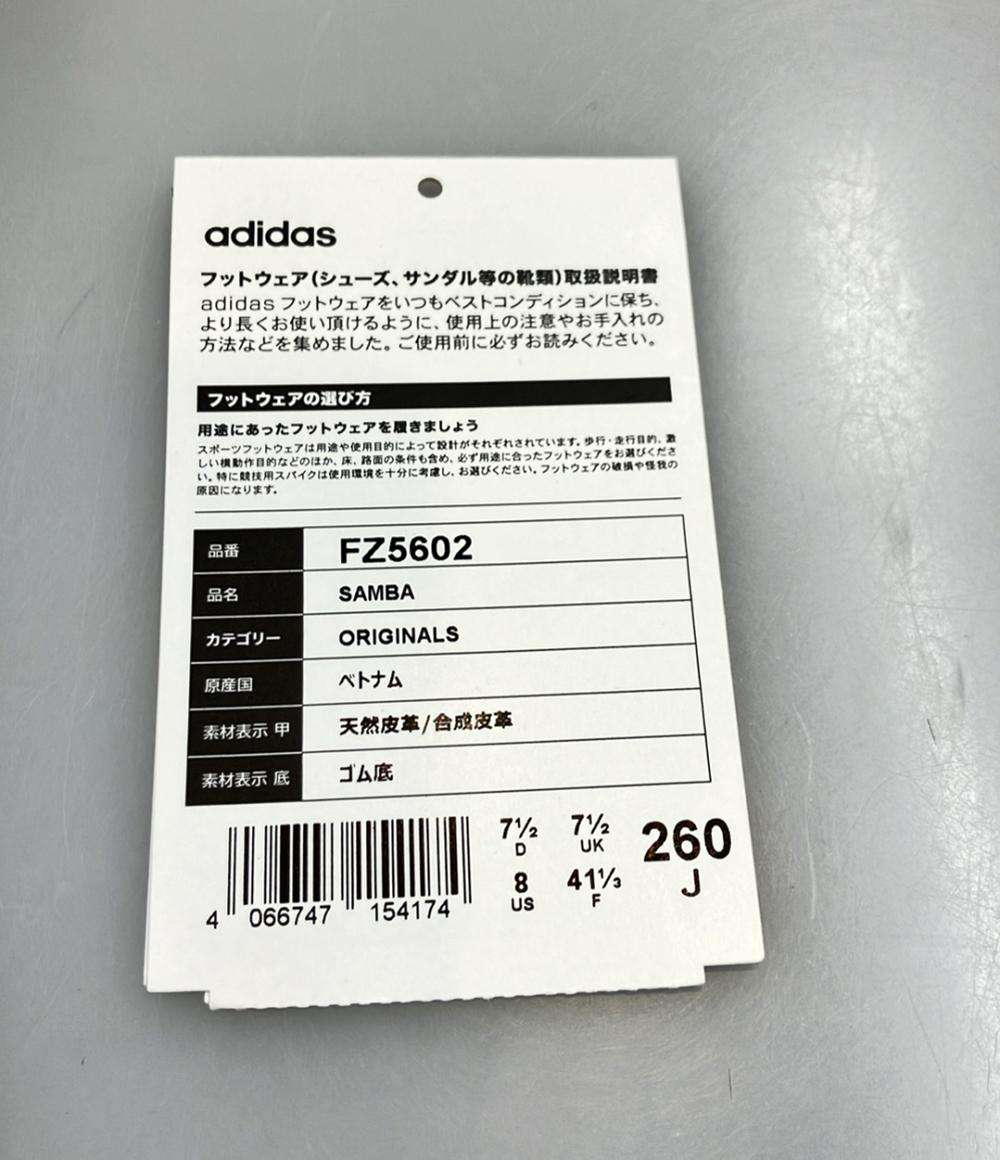 adidas
フットウェア(シューズ、サンダル等の靴類)取扱説明書
adidas フットウェアをいつもベストコンディションに保ち、
より長くお使い頂けるように、使用上の注意やお手入れの
方法などを集めました。ご使用前に必ずお読みください。
フットウェアの選び方
用途にあったフットウェアを履きましょう
スポーツフットウェアは用途や使用目的によって設計がそれぞれされています。歩行・走行目的、激
しい横動作目的などのほか、床、路面の条件も含め、必ず用途に合ったフットウェアをお選びくださ
い。特に競技用スパイクは使用環境を十分に考慮し、お選びください。フットウェアの破損や怪我の
原因になります。
品番 FZ5602
品名 SAMBA
カテゴリー ORIGINALS
原産国 ベトナム
素材表示 甲 天然皮革/合成皮革
素材表示 底 ゴム底
7½ 7½ 260
D UK J
8 41⅓
US F
4 066747 154174